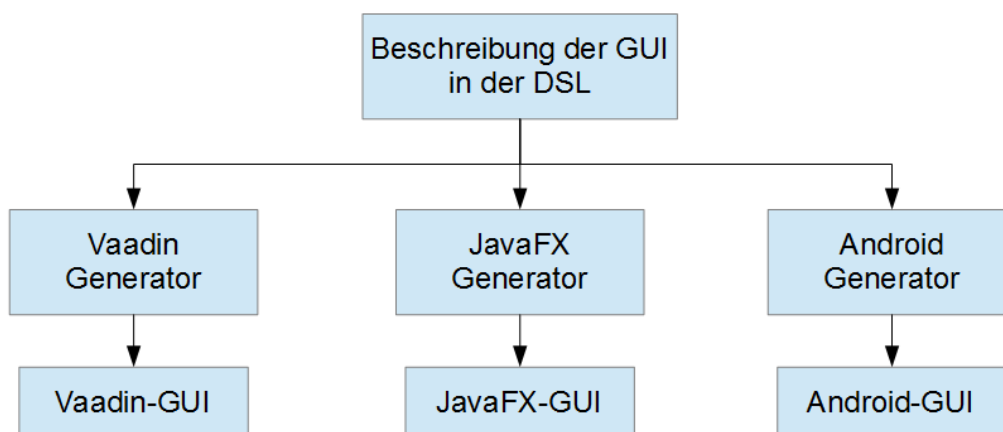 Beschreibung der GUI
in der DSL
Vaadin
Generator
JavaFX
Generator
Android
Generator
Vaadin-GUI
JavaFX-GUI
Android-GUI